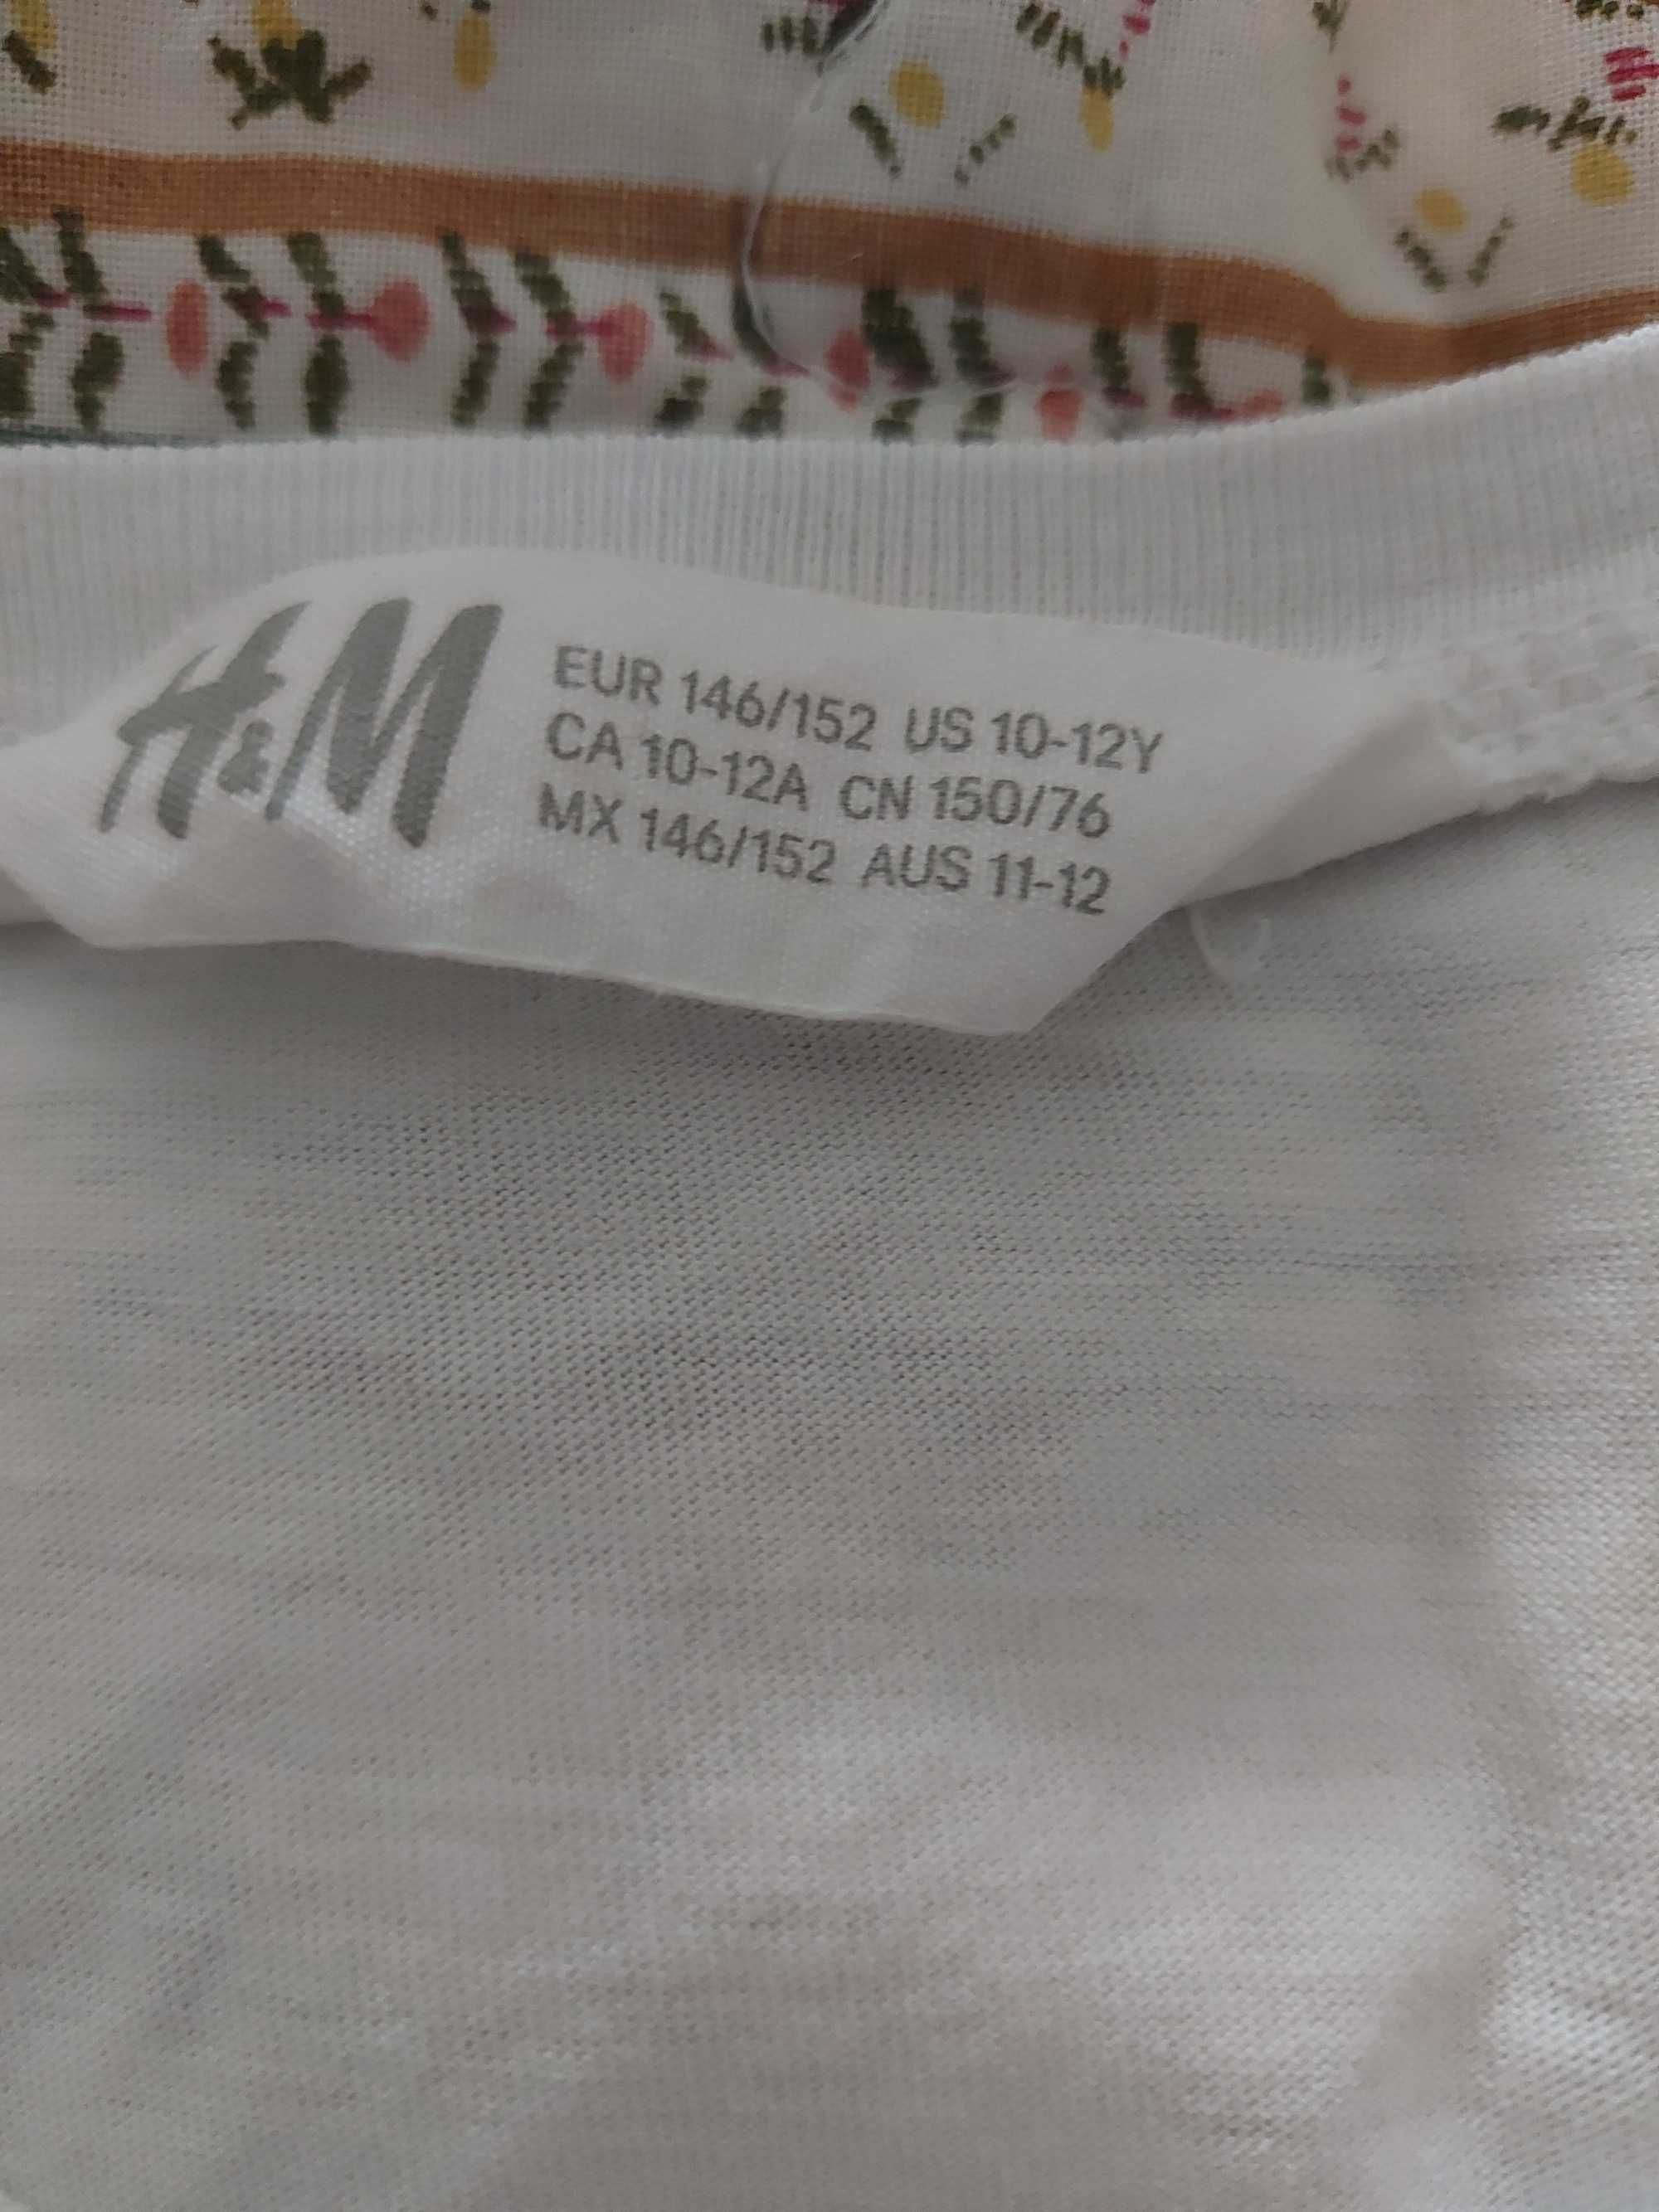 H&M
EUR 146/152 US 10-12Y
CA 10-12A CN 150/76
MX 146/152 AUS 11-12